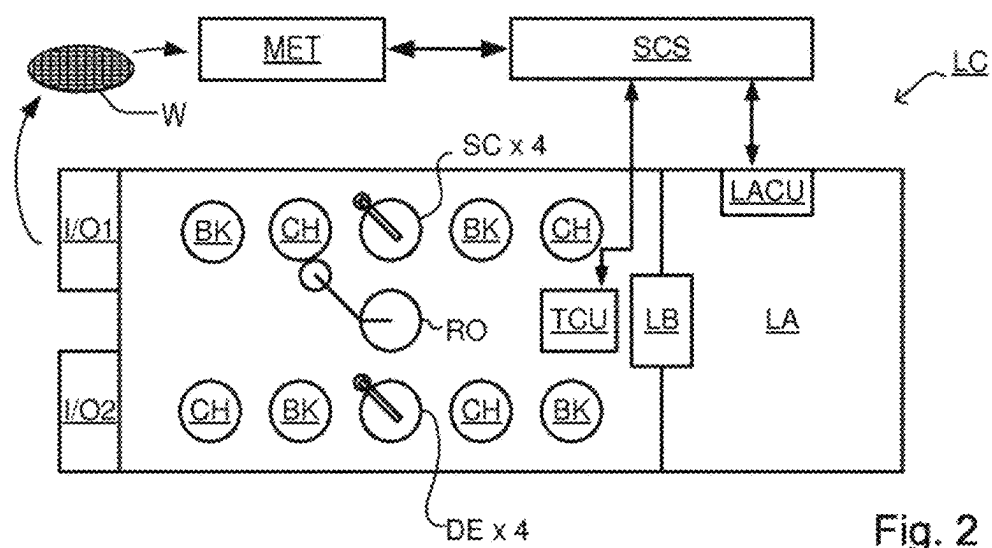 MET
SCS
LC
W
SC x 4
LACU
I/O1
BK
CH
BK
CH
RO
TCU
LB
LA
I/O2
CH
BK
CH
BK
DE x 4
Fig. 2